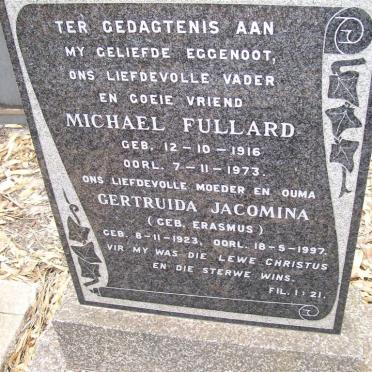 TER GEDAGTENIS AAN
MY GELIEFDE EGGENOOT,
ONS LIEFDEVOLLE VADER
EN GOEIE VRIEND
MICHAEL FULLARD
GEB. 12-10-1916
OORL. 7-11-1973
ONS LIEFDEVOLLE MOEDER EN OUMA
GERTRUIDA JACOMINA
(GEB. ERASMUS)
GEB. 8-11-1923, OORL. 18-5-1997.
VIR MY WAS DIE LEWE CHRISTUS
EN DIE STERWE WINS.
FIL. 1:21.